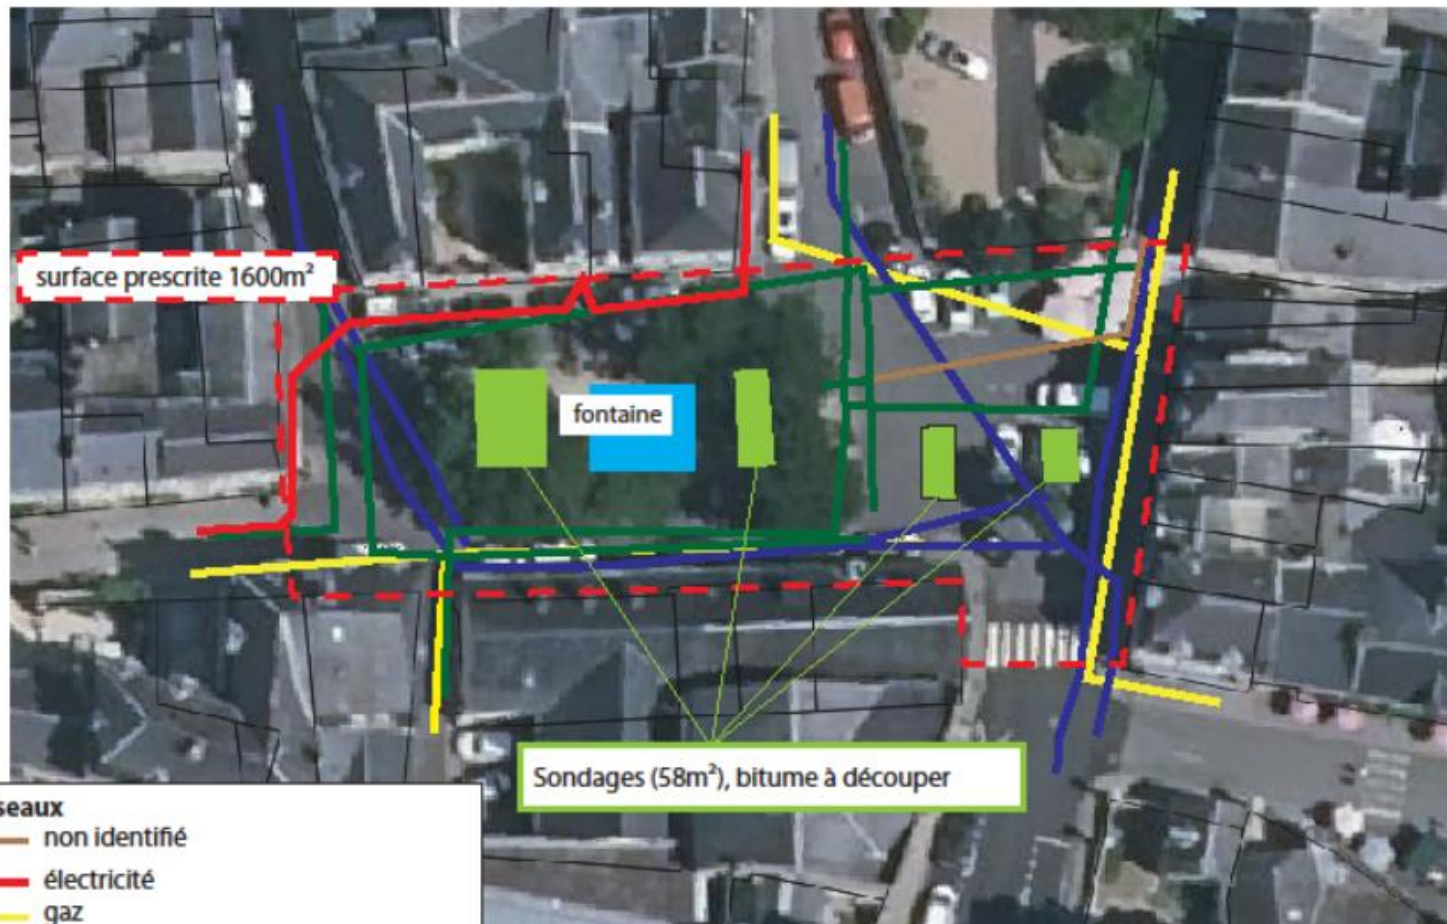 surface prescrite 1600m²
fontaine
Sondages (58m²), bitume à découper
seaux
non identifié
électricité
gaz